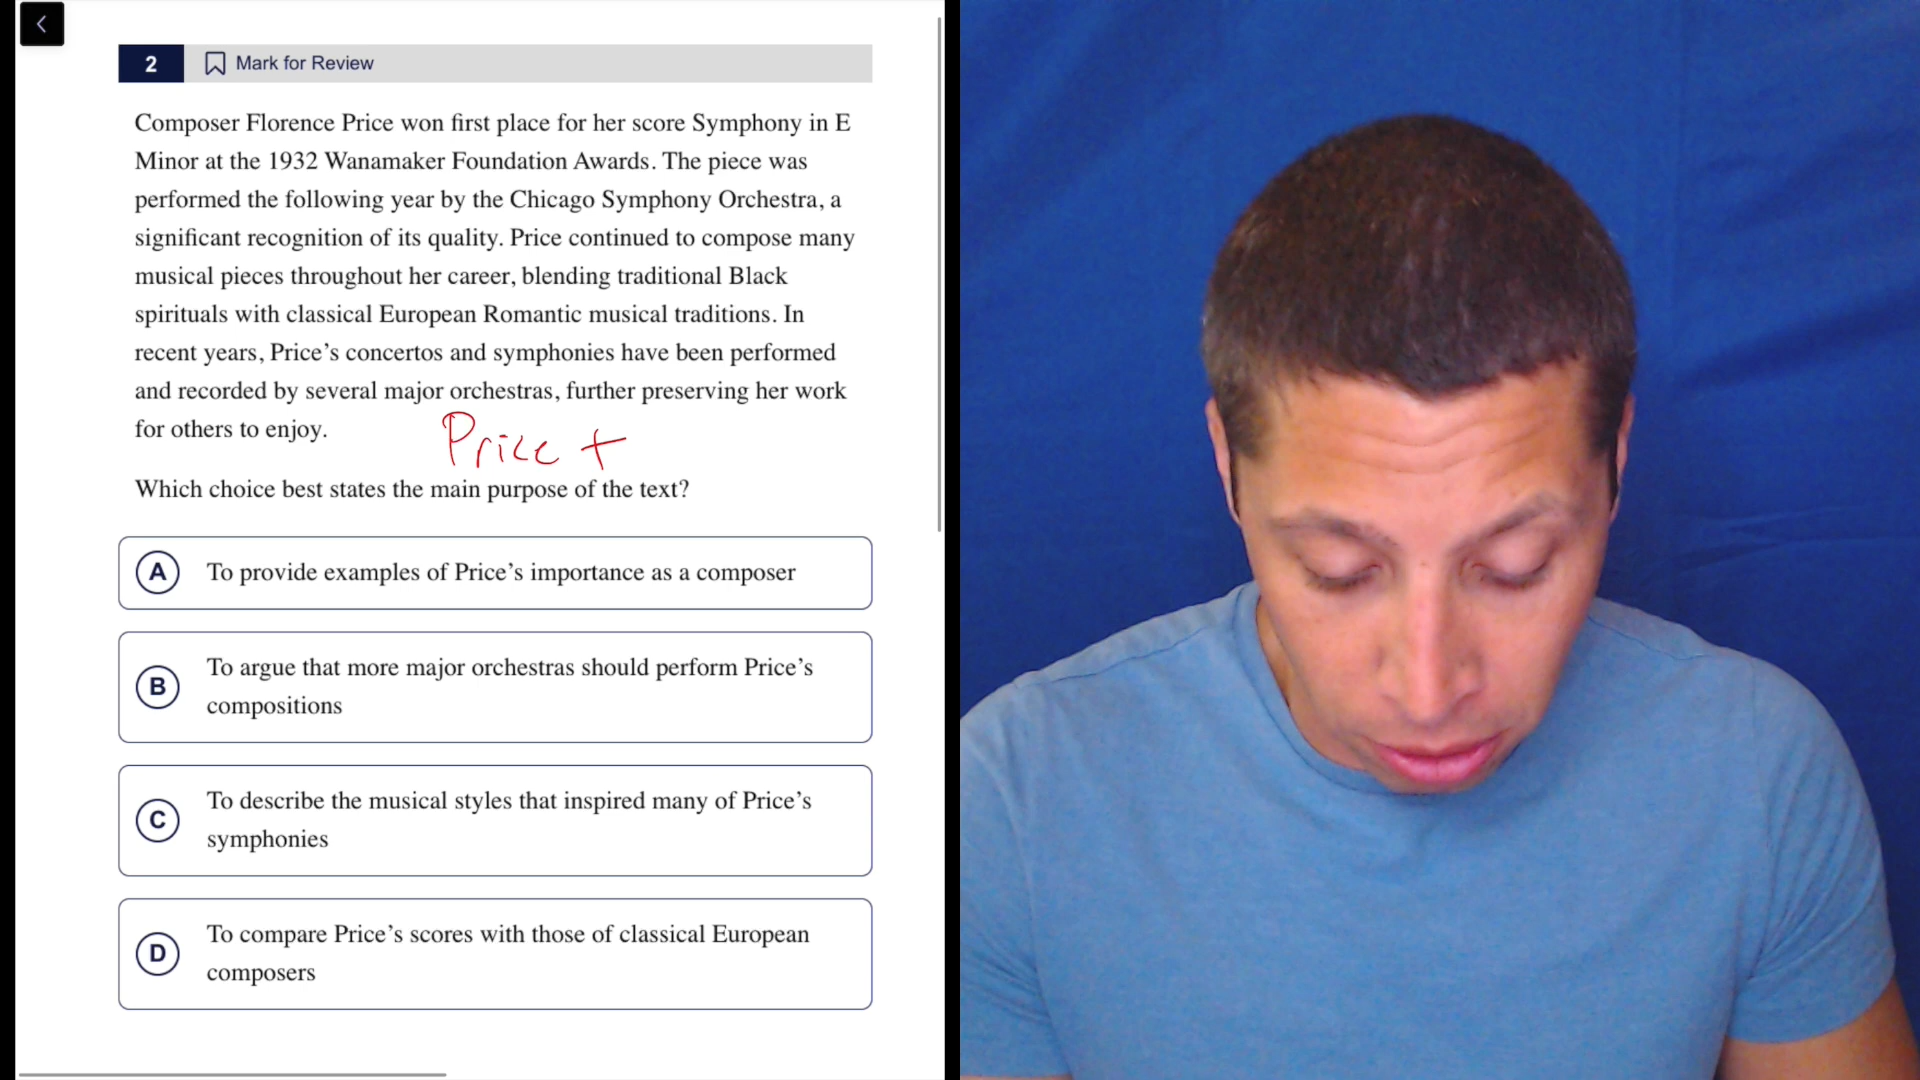 2 Mark for Review
Composer Florence Price won first place for her score Symphony in E
Minor at the 1932 Wanamaker Foundation Awards. The piece was
performed the following year by the Chicago Symphony Orchestra, a
significant recognition of its quality. Price continued to compose many
musical pieces throughout her career, blending traditional Black
spirituals with classical European Romantic musical traditions. In
recent years, Price’s concertos and symphonies have been performed
and recorded by several major orchestras, further preserving her work
for others to enjoy.
Price +
Which choice best states the main purpose of the text?
A To provide examples of Price’s importance as a composer
B To argue that more major orchestras should perform Price’s
compositions
C To describe the musical styles that inspired many of Price’s
symphonies
D To compare Price’s scores with those of classical European
composers